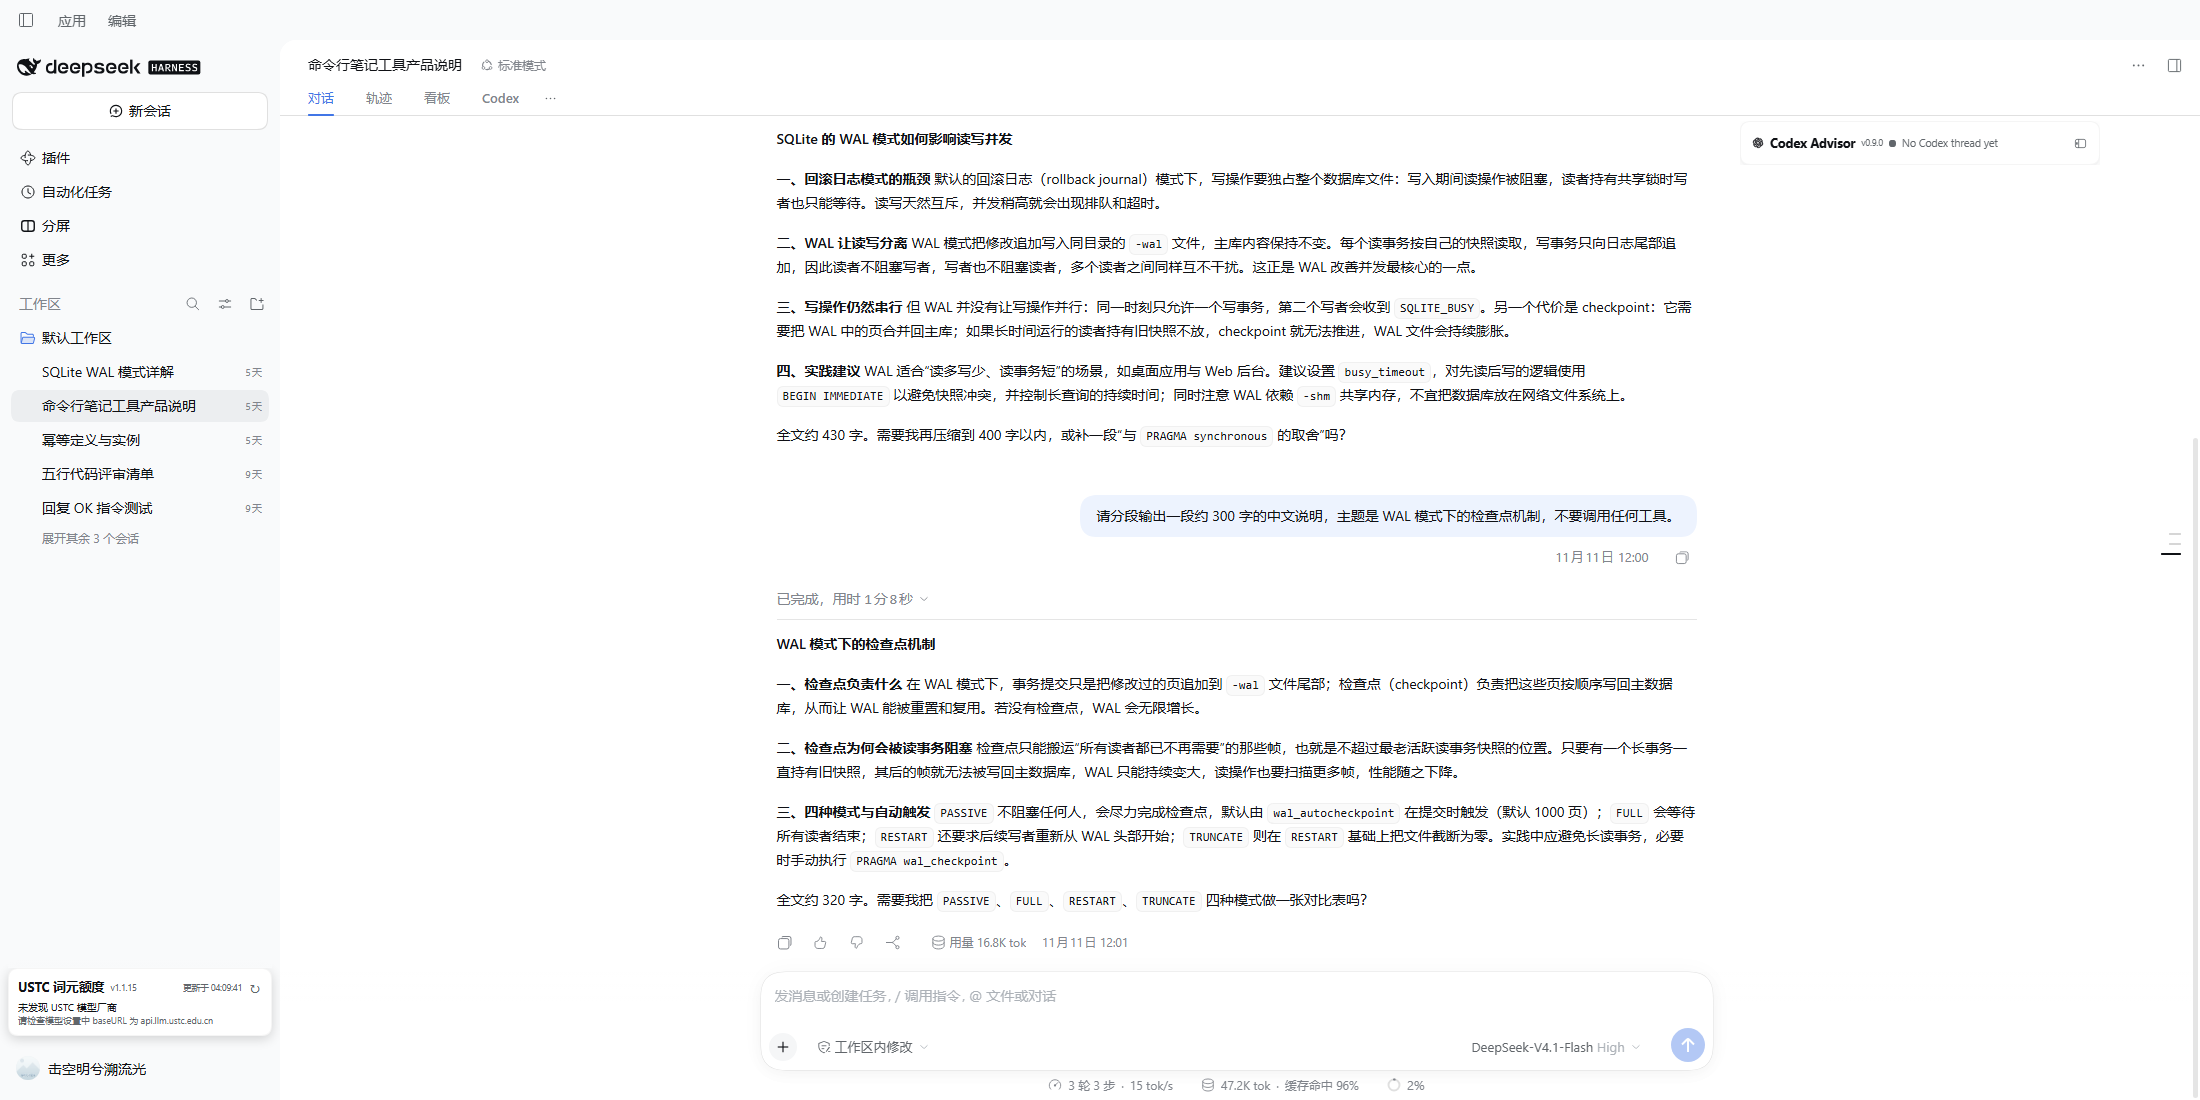 应用 编辑
deepseek HARNESS
新会话
插件
自动化任务
分屏
更多
工作区
默认工作区
SQLite WAL 模式详解 5天
命令行笔记工具产品说明 5天
幂等定义与实例 5天
五行代码评审清单 9天
回复 OK 指令测试 9天
展开其余 3 个会话
USTC 词元额度 v1.1.15 更新于 04:09:41
未发现 USTC 模型厂商
请检查模型设置中 baseURL 为 api.llm.ustc.edu.cn
击空明兮溯流光
命令行笔记工具产品说明 标准模式
对话 轨迹 看板 Codex ···
Codex Advisor v0.9.0 No Codex thread yet
SQLite 的 WAL 模式如何影响读写并发
一、回滚日志模式的瓶颈 默认的回滚日志（rollback journal）模式下，写操作要独占整个数据库文件：写入期间读操作被阻塞，读者持有共享锁时写
者也只能等待。读写天然互斥，并发稍高就会出现排队和超时。
二、WAL 让读写分离 WAL 模式把修改追加写入同目录的 -wal 文件，主库内容保持不变。每个读事务按自己的快照读取，写事务只向日志尾部追
加，因此读者不阻塞写者，写者也不阻塞读者，多个读者之间同样互不干扰。这正是 WAL 改善并发最核心的一点。
三、写操作仍然串行 但 WAL 并没有让写操作并行：同一时刻只允许一个写事务，第二个写者会收到 SQLITE_BUSY 。另一个代价是 checkpoint：它需
要把 WAL 中的页合并回主库；如果长时间运行的读者持有旧快照不放，checkpoint 就无法推进，WAL 文件会持续膨胀。
四、实践建议 WAL 适合“读多写少、读事务短”的场景，如桌面应用与 Web 后台。建议设置 busy_timeout ，对先读后写的逻辑使用
BEGIN IMMEDIATE 以避免快照冲突，并控制长查询的持续时间；同时注意 WAL 依赖 -shm 共享内存，不宜把数据库放在网络文件系统上。
全文约 430 字。需要我再压缩到 400 字以内，或补一段“与 PRAGMA synchronous 的取舍”吗？
请分段输出一段约 300 字的中文说明，主题是 WAL 模式下的检查点机制，不要调用任何工具。
11月11日 12:00
已完成，用时 1分8秒
WAL 模式下的检查点机制
一、检查点负责什么 在 WAL 模式下，事务提交只是把修改过的页追加到 -wal 文件尾部；检查点（checkpoint）负责把这些页按顺序写回主数据
库，从而让 WAL 能被重置和复用。若没有检查点，WAL 会无限增长。
二、检查点为何会被读事务阻塞 检查点只能搬运“所有读者都已不再需要”的那些帧，也就是不超过最老活跃读事务快照的位置。只要有一个长事务一
直持有旧快照，其后的帧就无法被写回主数据库，WAL 只能持续变大，读操作也要扫描更多帧，性能随之下降。
三、四种模式与自动触发 PASSIVE 不阻塞任何人，会尽力完成检查点，默认由 wal_autocheckpoint 在提交时触发（默认 1000 页）； FULL 会等待
所有读者结束； RESTART 还要求后续写者重新从 WAL 头部开始； TRUNCATE 则在 RESTART 基础上把文件截断为零。实践中应避免长读事务，必要
时手动执行 PRAGMA wal_checkpoint 。
全文约 320 字。需要我把 PASSIVE 、 FULL 、 RESTART 、 TRUNCATE 四种模式做一张对比表吗？
用量 16.8K tok 11月11日 12:01
发消息或创建任务, / 调用指令, @ 文件或对话
工作区内修改 DeepSeek-V4.1-Flash High
3 轮 3 步 · 15 tok/s 47.2K tok · 缓存命中 96% 2%